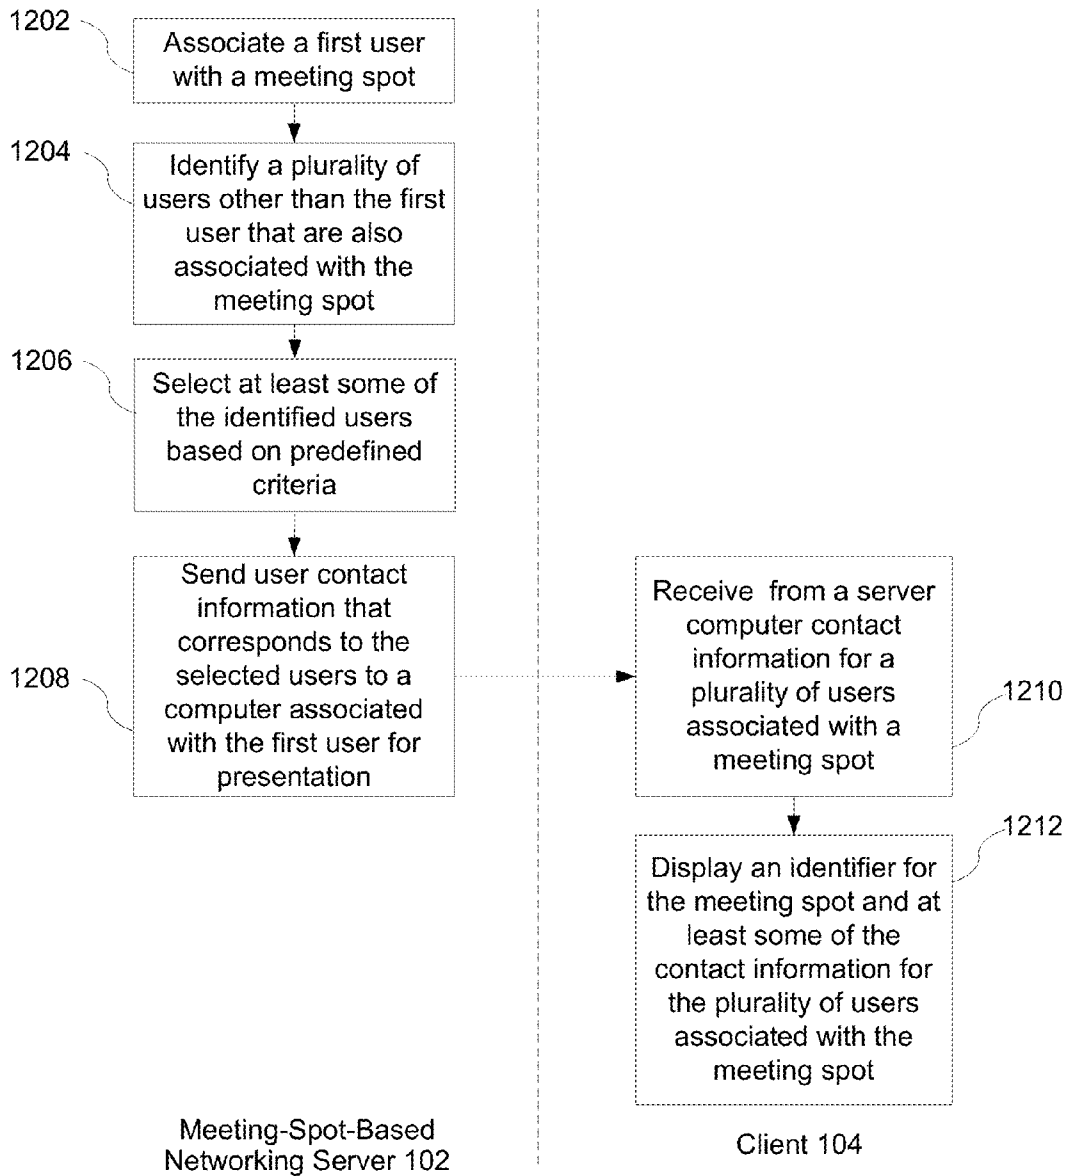 1202
Associate a first user
with a meeting spot
1204
Identify a plurality of
users other than the first
user that are also
associated with the
meeting spot
1206
Select at least some of
the identified users
based on predefined
criteria
1208
Send user contact
information that
corresponds to the
selected users to a
computer associated
with the first user for
presentation
Receive from a server
computer contact
information for a
plurality of users
associated with a
meeting spot
1210
1212
Display an identifier for
the meeting spot and at
least some of the
contact information for
the plurality of users
associated with the
meeting spot
Meeting-Spot-Based
Networking Server 102
Client 104